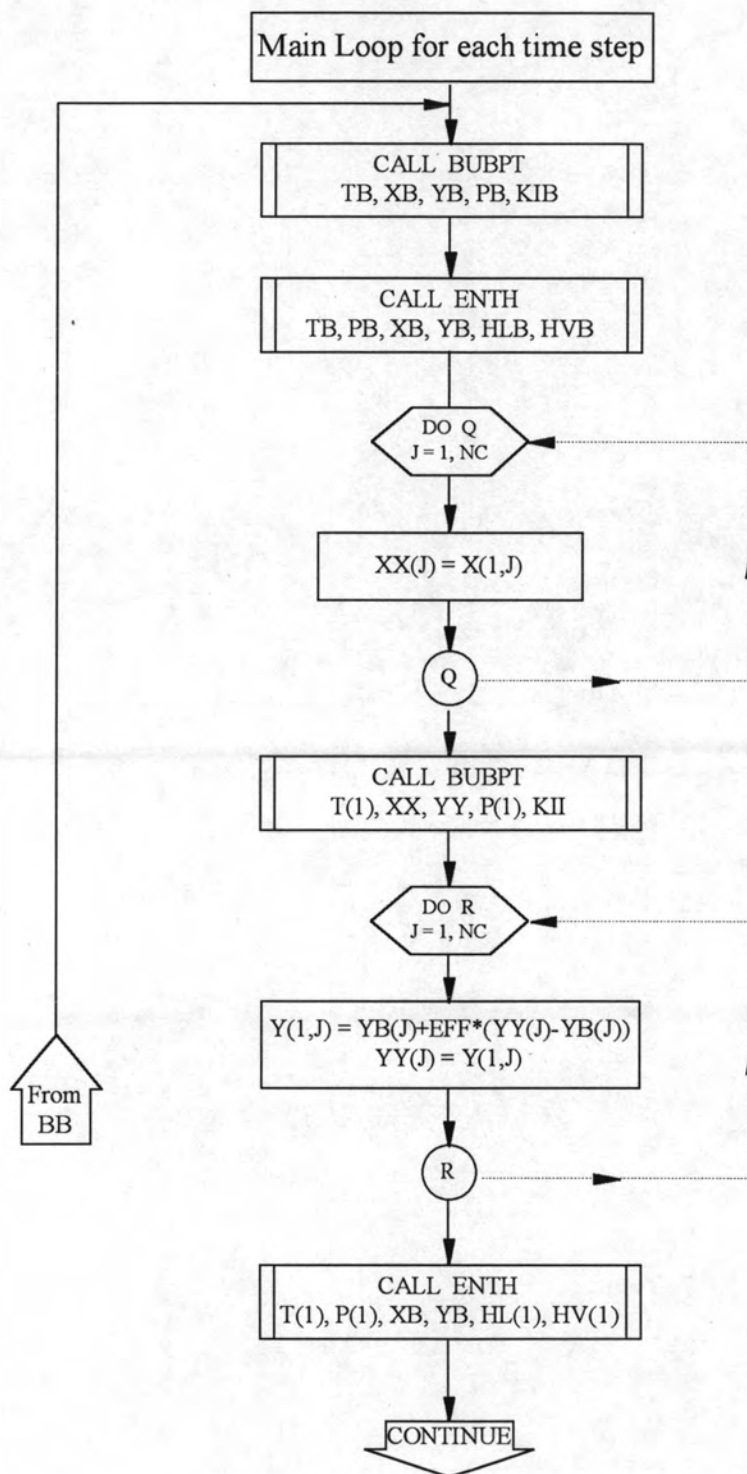 Main Loop for each time step
CALL BUBPT
TB, XB, YB, PB, KIB
CALL ENTH
TB, PB, XB, YB, HLB, HVB
DO Q
J = 1, NC
XX(J) = X(1,J)
Q
CALL BUBPT
T(1), XX, YY, P(1), KII
DO R
J = 1, NC
Y(1,J) = YB(J)+EFF*(YY(J)-YB(J))
YY(J) = Y(1,J)
From
BB
R
CALL ENTH
T(1), P(1), XB, YB, HL(1), HV(1)
CONTINUE